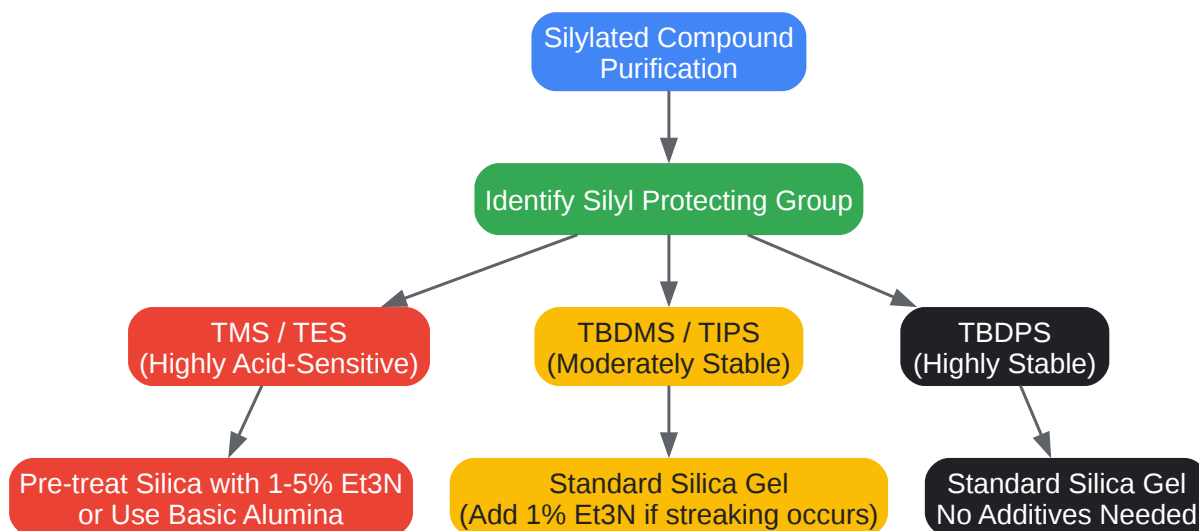 Silylated Compound
Purification
Identify Silyl Protecting Group
TMS / TES
(Highly Acid-Sensitive)
TBDMS / TIPS
(Moderately Stable)
TBDPS
(Highly Stable)
Pre-treat Silica with 1-5% Et3N
or Use Basic Alumina
Standard Silica Gel
(Add 1% Et3N if streaking occurs)
Standard Silica Gel
No Additives Needed